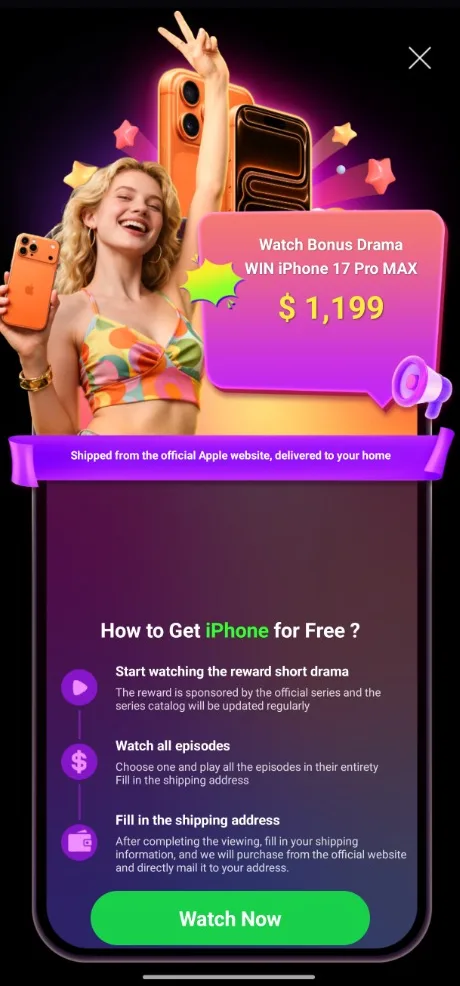 Watch Bonus Drama
WIN iPhone 17 Pro MAX
$ 1,199
Shipped from the official Apple website, delivered to your home
How to Get iPhone for Free ?
Start watching the reward short drama
The reward is sponsored by the official series and the
series catalog will be updated regularly
Watch all episodes
Choose one and play all the episodes in their entirety
Fill in the shipping address
Fill in the shipping address
After completing the viewing, fill in your shipping
information, and we will purchase from the official website
and directly mail it to your address.
Watch Now